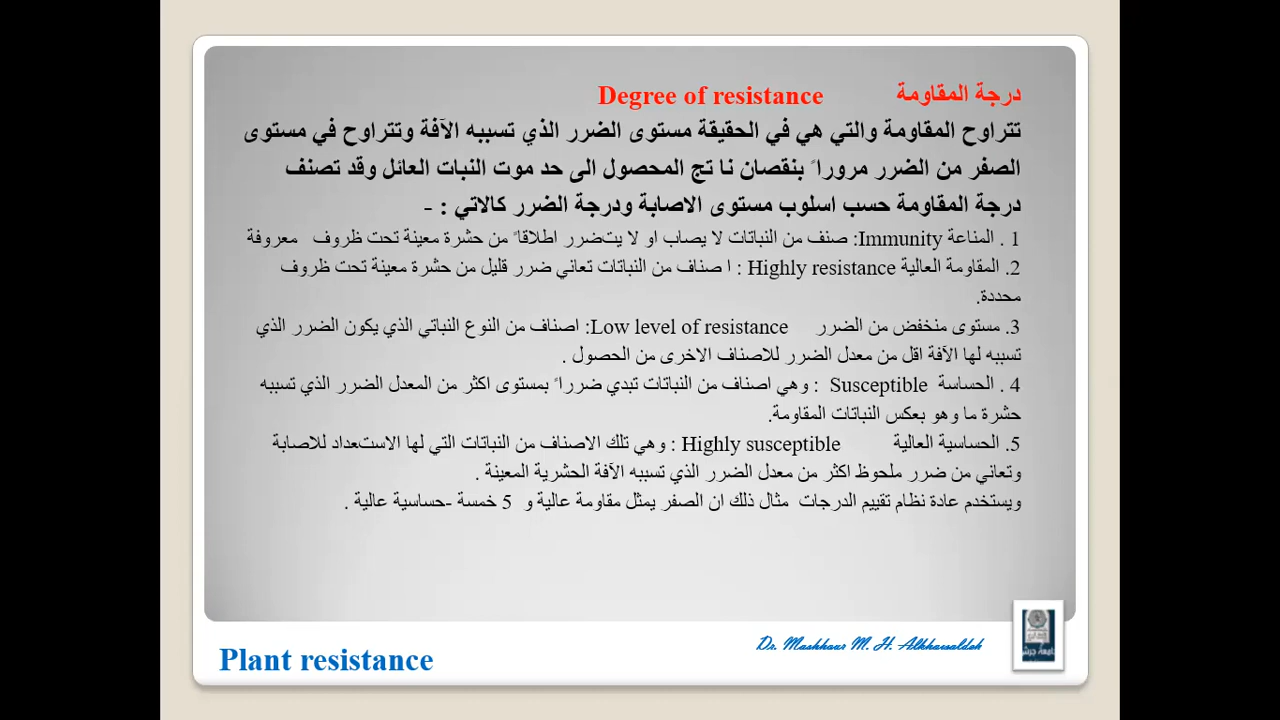 درجة المقاومة Degree of resistance
تتراوح المقاومة والتي هي في الحقيقة مستوى الضرر الذي تسببه الآفة وتتراوح في مستوى
الصفر من الضرر مروراً بنقصان نا تج المحصول الى حد موت النبات العائل وقد تصنف
درجة المقاومة حسب اسلوب مستوى الاصابة ودرجة الضرر كالاتي : -
1 . المناعة Immunity: صنف من النباتات لا يصاب او لا يتضرر اطلاقاً من حشرة معينة تحت ظروف معروفة
2. المقاومة العالية Highly resistance : ا صناف من النباتات تعاني ضرر قليل من حشرة معينة تحت ظروف
محددة.
3. مستوى منخفض من الضرر Low level of resistance: اصناف من النوع النباتي الذي يكون الضرر الذي
تسببه لها الآفة اقل من معدل الضرر للاصناف الاخرى من الحصول .
4 . الحساسة Susceptible : وهي اصناف من النباتات تبدي ضرراً بمستوى اكثر من المعدل الضرر الذي تسببه
حشرة ما وهو بعكس النباتات المقاومة.
5. الحساسية العالية Highly susceptible : وهي تلك الاصناف من النباتات التي لها الاستعداد للاصابة
وتعاني من ضرر ملحوظ اكثر من معدل الضرر الذي تسببه الآفة الحشرية المعينة .
ويستخدم عادة نظام تقييم الدرجات مثال ذلك ان الصفر يمثل مقاومة عالية و 5 خمسة -حساسية عالية .
Dr. Mashhour M. H.
Plant resistance